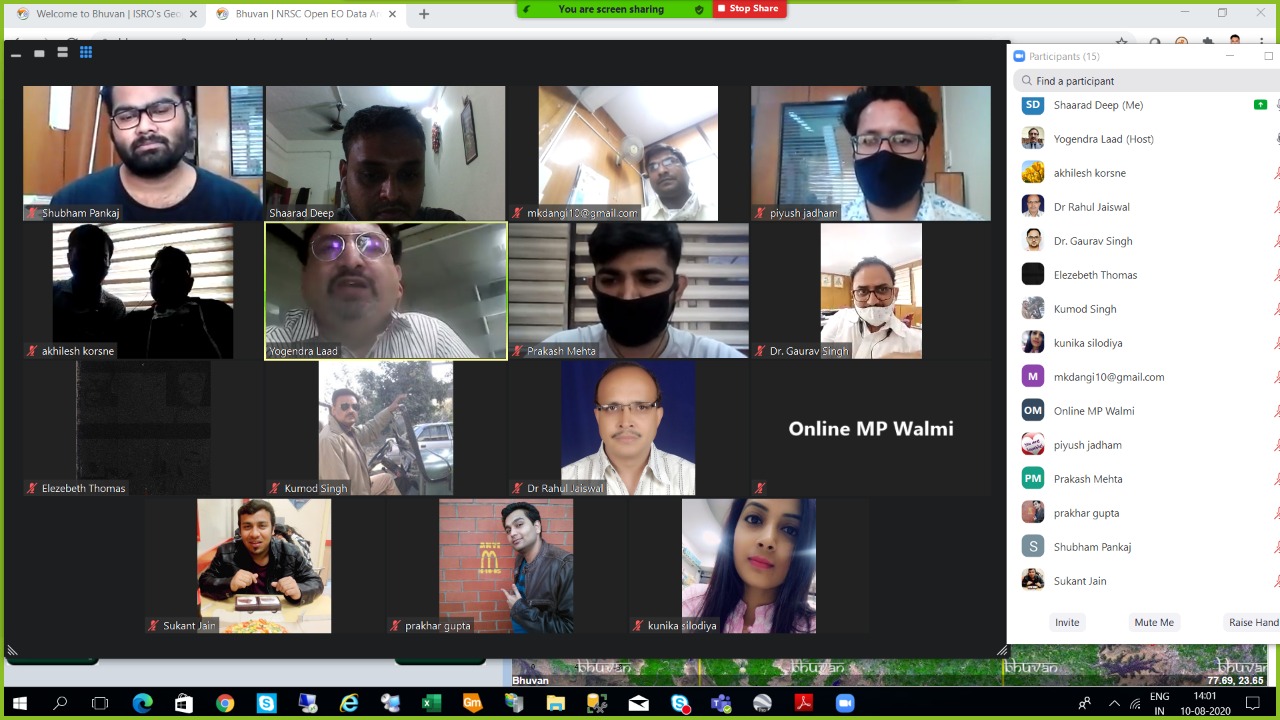 Welcome to Bhuvan | ISRO's Geo
Bhuvan | NRSC Open EO Data Ar
You are screen sharing
Stop Share
Participants (15)
Find a participant
SD Shaarad Deep (Me)
Yogendra Laad (Host)
akhilesh korsne
Dr Rahul Jaiswal
Dr. Gaurav Singh
Elezebeth Thomas
Kumod Singh
kunika silodiya
M mkdangi10@gmail.com
OM Online MP Walmi
piyush jadham
PM Prakash Mehta
prakhar gupta
S Shubham Pankaj
Sukant Jain
Invite
Mute Me
Raise Hand
Shubham Pankaj
Shaarad Deep
mkdangi10@gmail.com
piyush jadham
akhilesh korsne
Yogendra Laad
Prakash Mehta
Dr. Gaurav Singh
Elezebeth Thomas
Kumod Singh
Dr Rahul Jaiswal
Online MP Walmi
Sukant Jain
prakhar gupta
kunika silodiya
bhuvan bhuvan bhuvan bhuvan
Bhuvan
77.69, 23.65
ENG
IN
14:01
10-08-2020